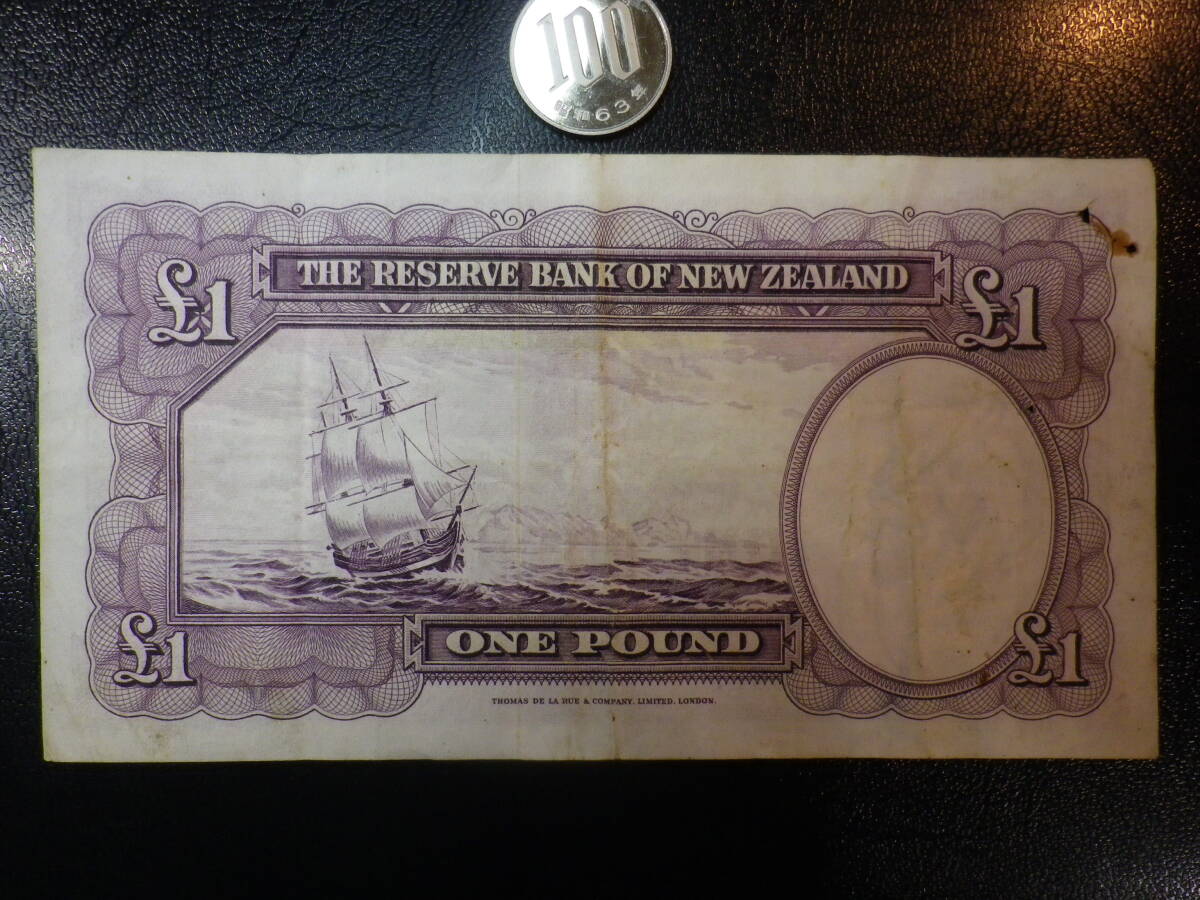 100
昭和63年
THE RESERVE BANK OF NEW ZEALAND
£1 £1
ONE POUND
£1 £1
THOMAS DE LA RUE & COMPANY, LIMITED, LONDON.